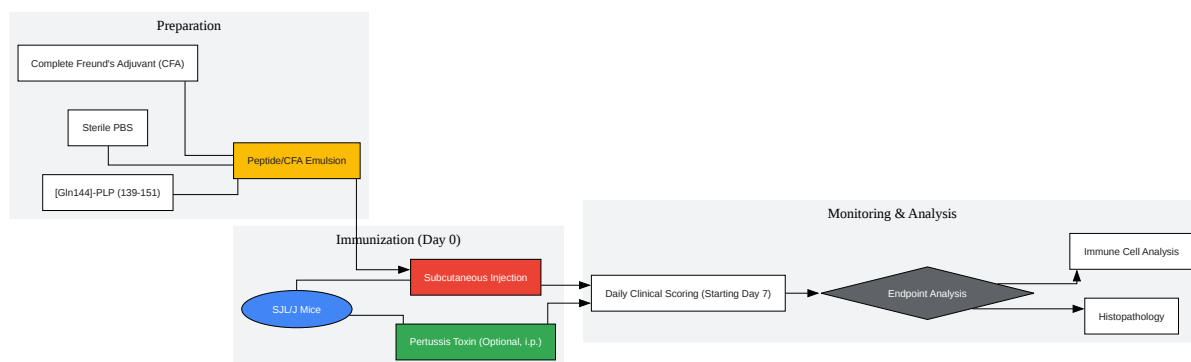 Preparation
Complete Freund's Adjuvant (CFA)
Sterile PBS
Peptide/CFA Emulsion
[Gln144]-PLP (139-151)
Immunization (Day 0)
Subcutaneous Injection
SJL/J Mice
Pertussis Toxin (Optional, i.p.)
Monitoring & Analysis
Daily Clinical Scoring (Starting Day 7)
Endpoint Analysis
Immune Cell Analysis
Histopathology